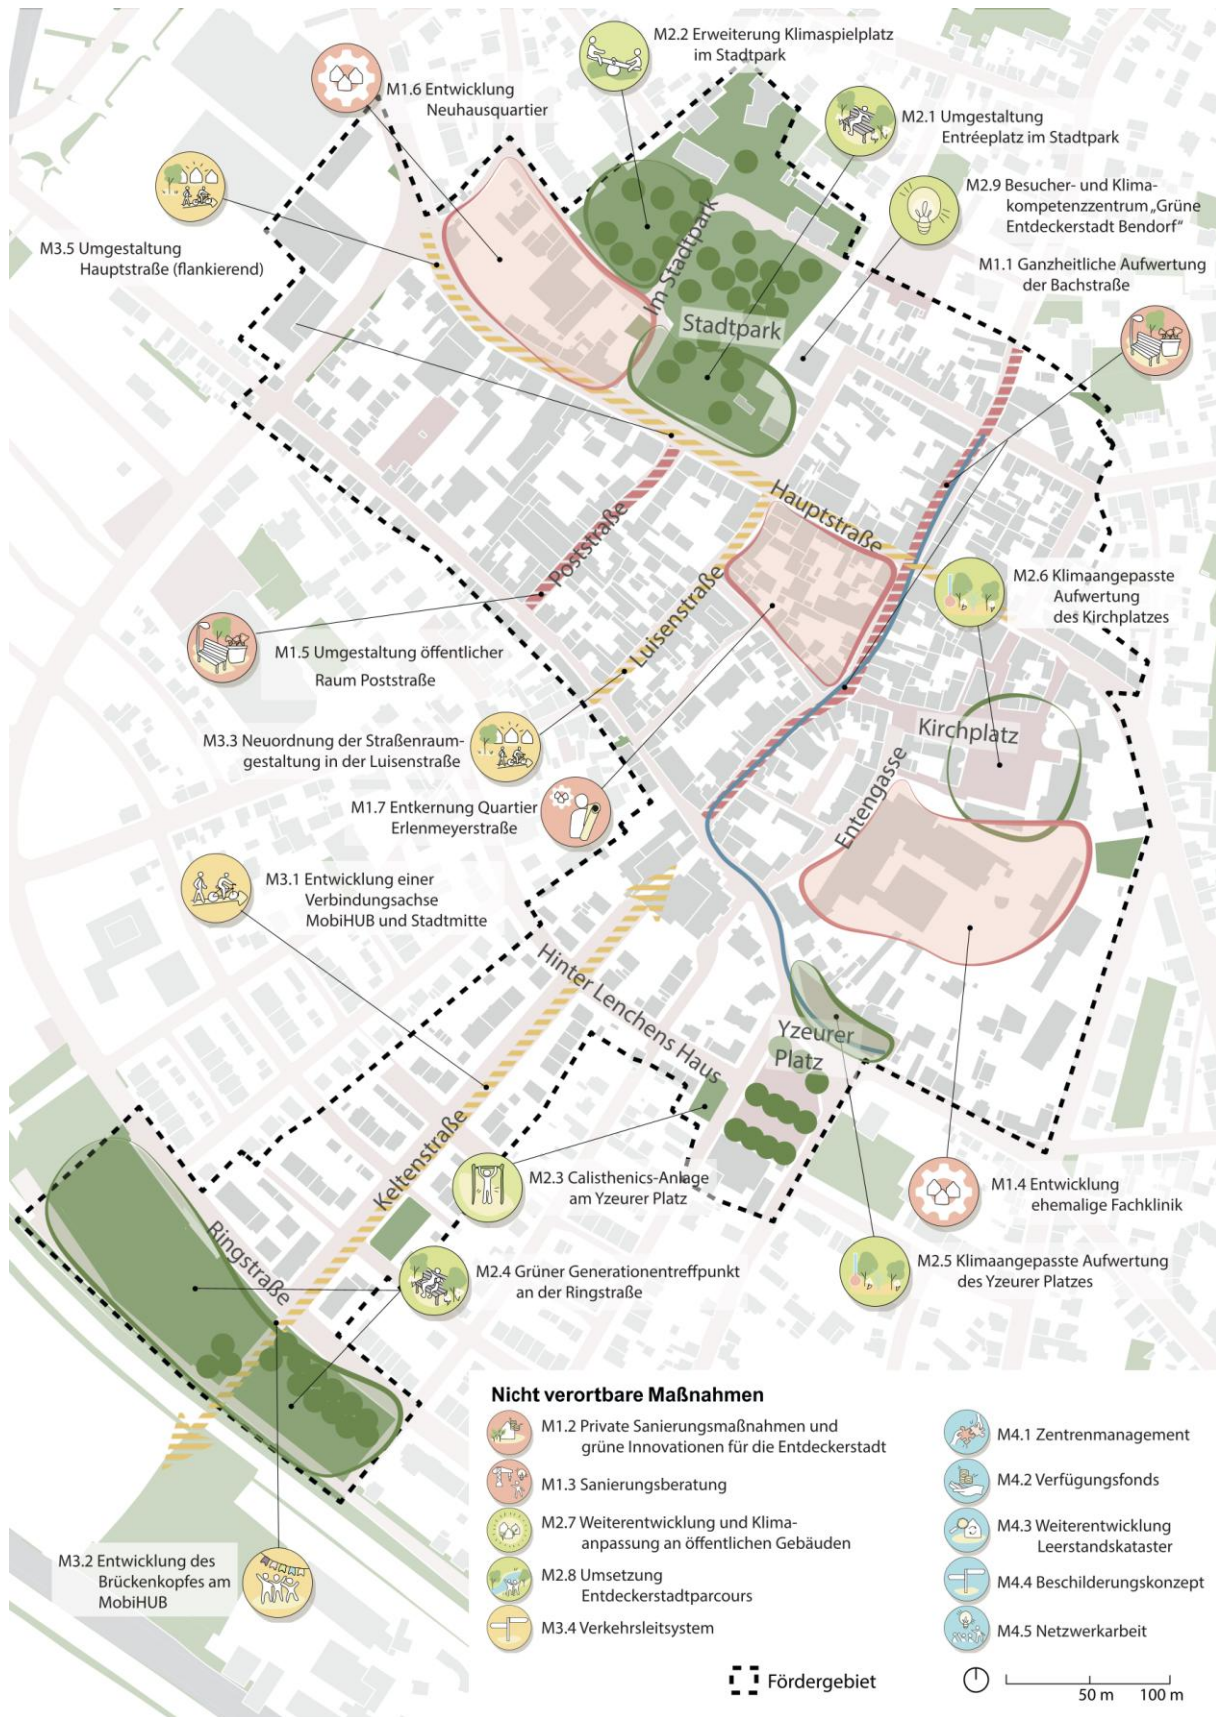 M2.2 Erweiterung Klimaspielplatz
im Stadtpark
M1.6 Entwicklung
Neuhausquartier
M2.1 Umgestaltung
Entréeplatz im Stadtpark
M2.9 Besucher- und Klima-
kompetenzzentrum „Grüne
Entdeckerstadt Bendorf“
M3.5 Umgestaltung
Hauptstraße (flankierend)
M1.1 Ganzheitliche Aufwertung
der Bachstraße
Im Stadtpark
Stadtpark
Hauptstraße
Poststraße
Luisenstraße
M2.6 Klimaangepasste
Aufwertung
des Kirchplatzes
M1.5 Umgestaltung öffentlicher
Raum Poststraße
Kirchplatz
M3.3 Neuordnung der Straßenraum-
gestaltung in der Luisenstraße
Entengasse
M1.7 Entkernung Quartier
Erlenmeyerstraße
M3.1 Entwicklung einer
Verbindungsachse
MobiHUB und Stadtmitte
Hinter Lenchens Haus
Yzeurer
Platz
Keltenstraße
M2.3 Calisthenics-Anlage
am Yzeurer Platz
M1.4 Entwicklung
ehemalige Fachklinik
Ringstraße
M2.4 Grüner Generationentreffpunkt
an der Ringstraße
M2.5 Klimaangepasste Aufwertung
des Yzeurer Platzes
M3.2 Entwicklung des
Brückenkopfes am
MobiHUB
Nicht verortbare Maßnahmen
M1.2 Private Sanierungsmaßnahmen und
grüne Innovationen für die Entdeckerstadt
M1.3 Sanierungsberatung
M2.7 Weiterentwicklung und Klima-
anpassung an öffentlichen Gebäuden
M2.8 Umsetzung
Entdeckerstadtparcours
M3.4 Verkehrsleitsystem
M4.1 Zentrenmanagement
M4.2 Verfügungsfonds
M4.3 Weiterentwicklung
Leerstandskataster
M4.4 Beschilderungskonzept
M4.5 Netzwerkarbeit
Fördergebiet
50 m 100 m